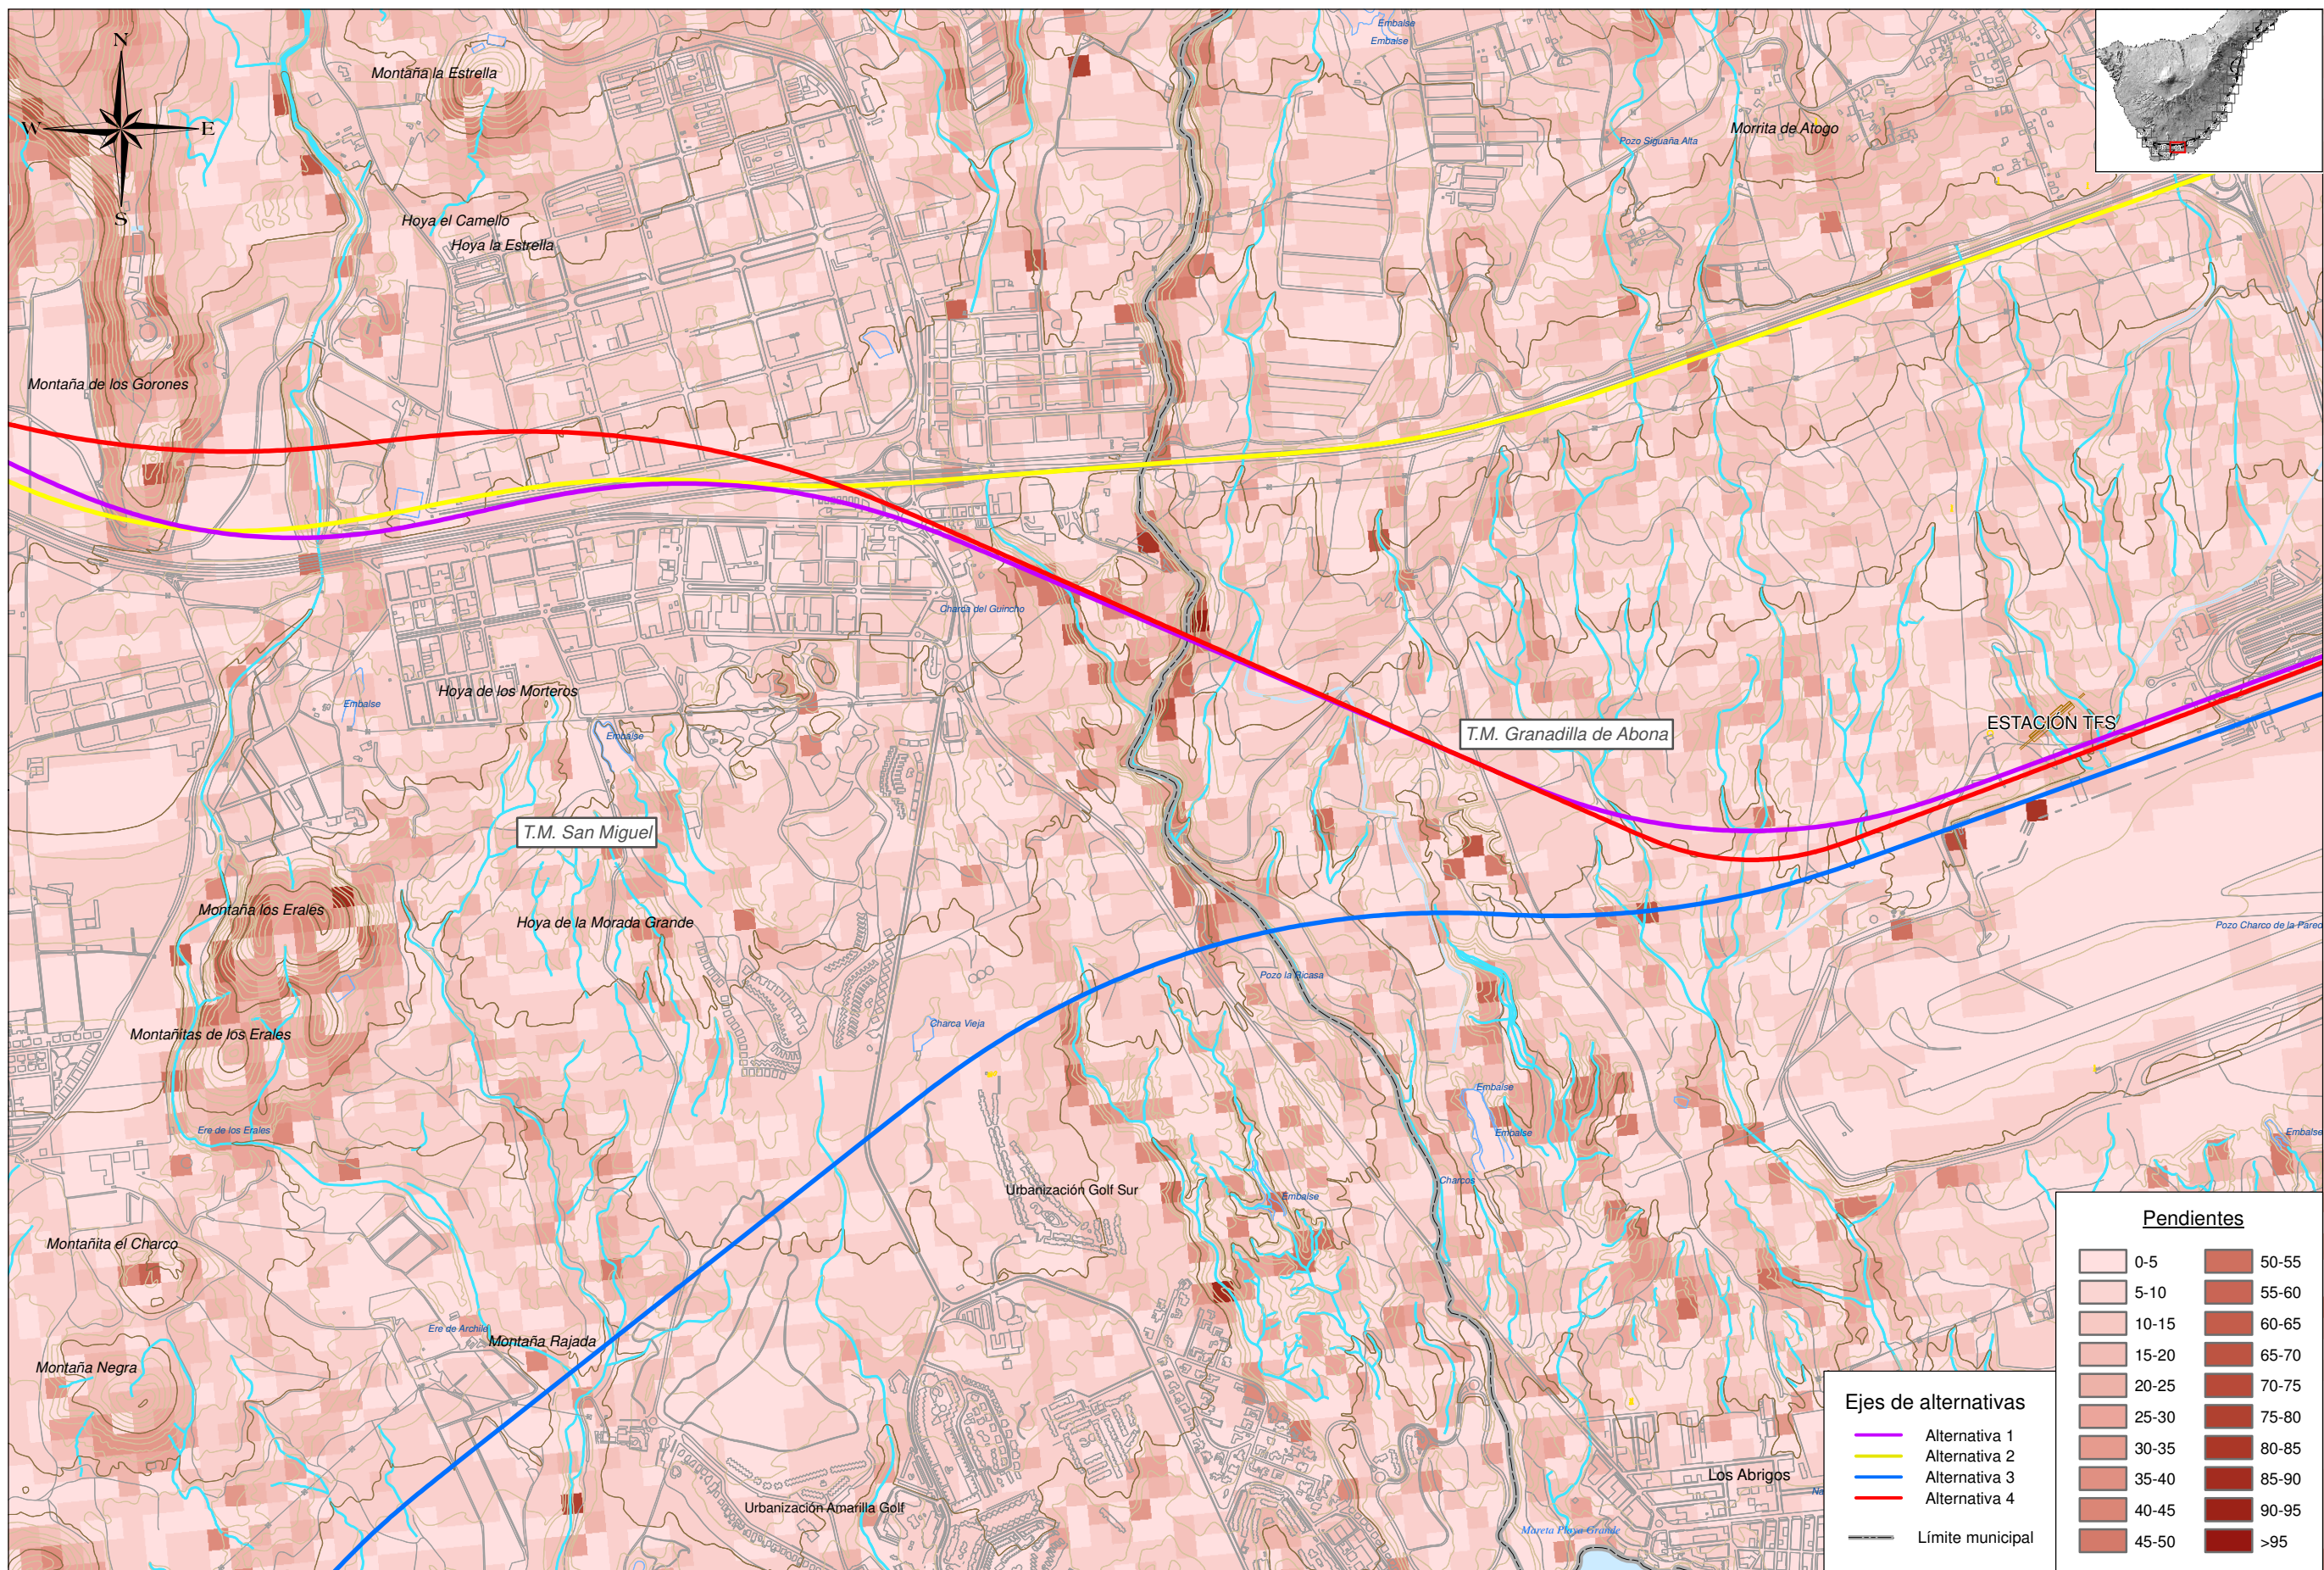 Embalse
Embalse
N
Montaña la Estrella
W
E
Morrita de Atogo
Pozo Siguaña Alta
S
Hoya el Camello
Hoya la Estrella
Montaña de los Gorones
Charca del Guincho
Hoya de los Morteros
Embalse
Embalse
ESTACIÓN TFS
T.M. Granadilla de Abona
T.M. San Miguel
Montaña los Erales
Hoya de la Morada Grande
Pozo Charco de la Pared
Pozo la Bicasa
Charca Vieja
Montañitas de los Erales
Embalse
Ere de los Erales
Embalse
Embalse
Charcos
Urbanización Golf Sur
Embalse
Montañita el Charco
Ere de Archile
Montaña Rajada
Montaña Negra
Los Abrigos
Urbanización Amarilla Golf
Mareta Playa Grande
Ejes de alternativas
Alternativa 1
Alternativa 2
Alternativa 3
Alternativa 4
Límite municipal
Pendientes
0-5
5-10
10-15
15-20
20-25
25-30
30-35
35-40
40-45
45-50
50-55
55-60
60-65
65-70
70-75
75-80
80-85
85-90
90-95
>95